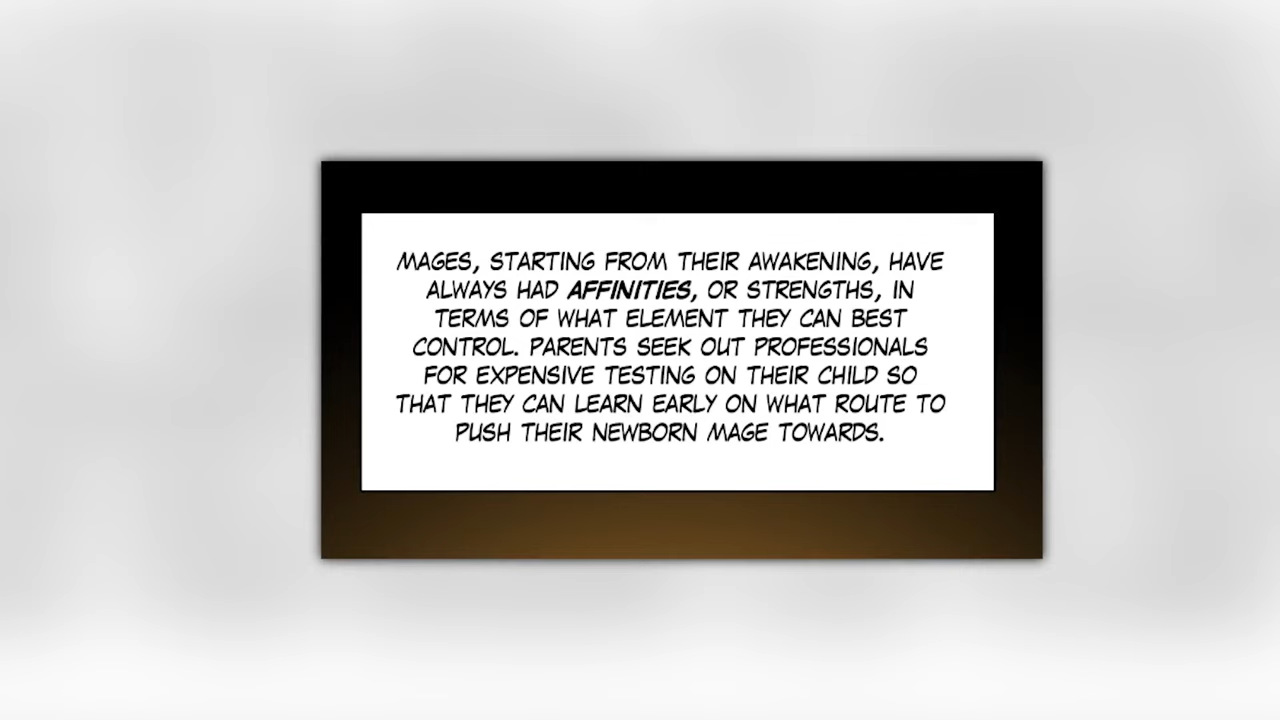 MAGES, STARTING FROM THEIR AWAKENING, HAVE
ALWAYS HAD AFFINITIES, OR STRENGTHS, IN
TERMS OF WHAT ELEMENT THEY CAN BEST
CONTROL. PARENTS SEEK OUT PROFESSIONALS
FOR EXPENSIVE TESTING ON THEIR CHILD SO
THAT THEY CAN LEARN EARLY ON WHAT ROUTE TO
PUSH THEIR NEWBORN MAGE TOWARDS.